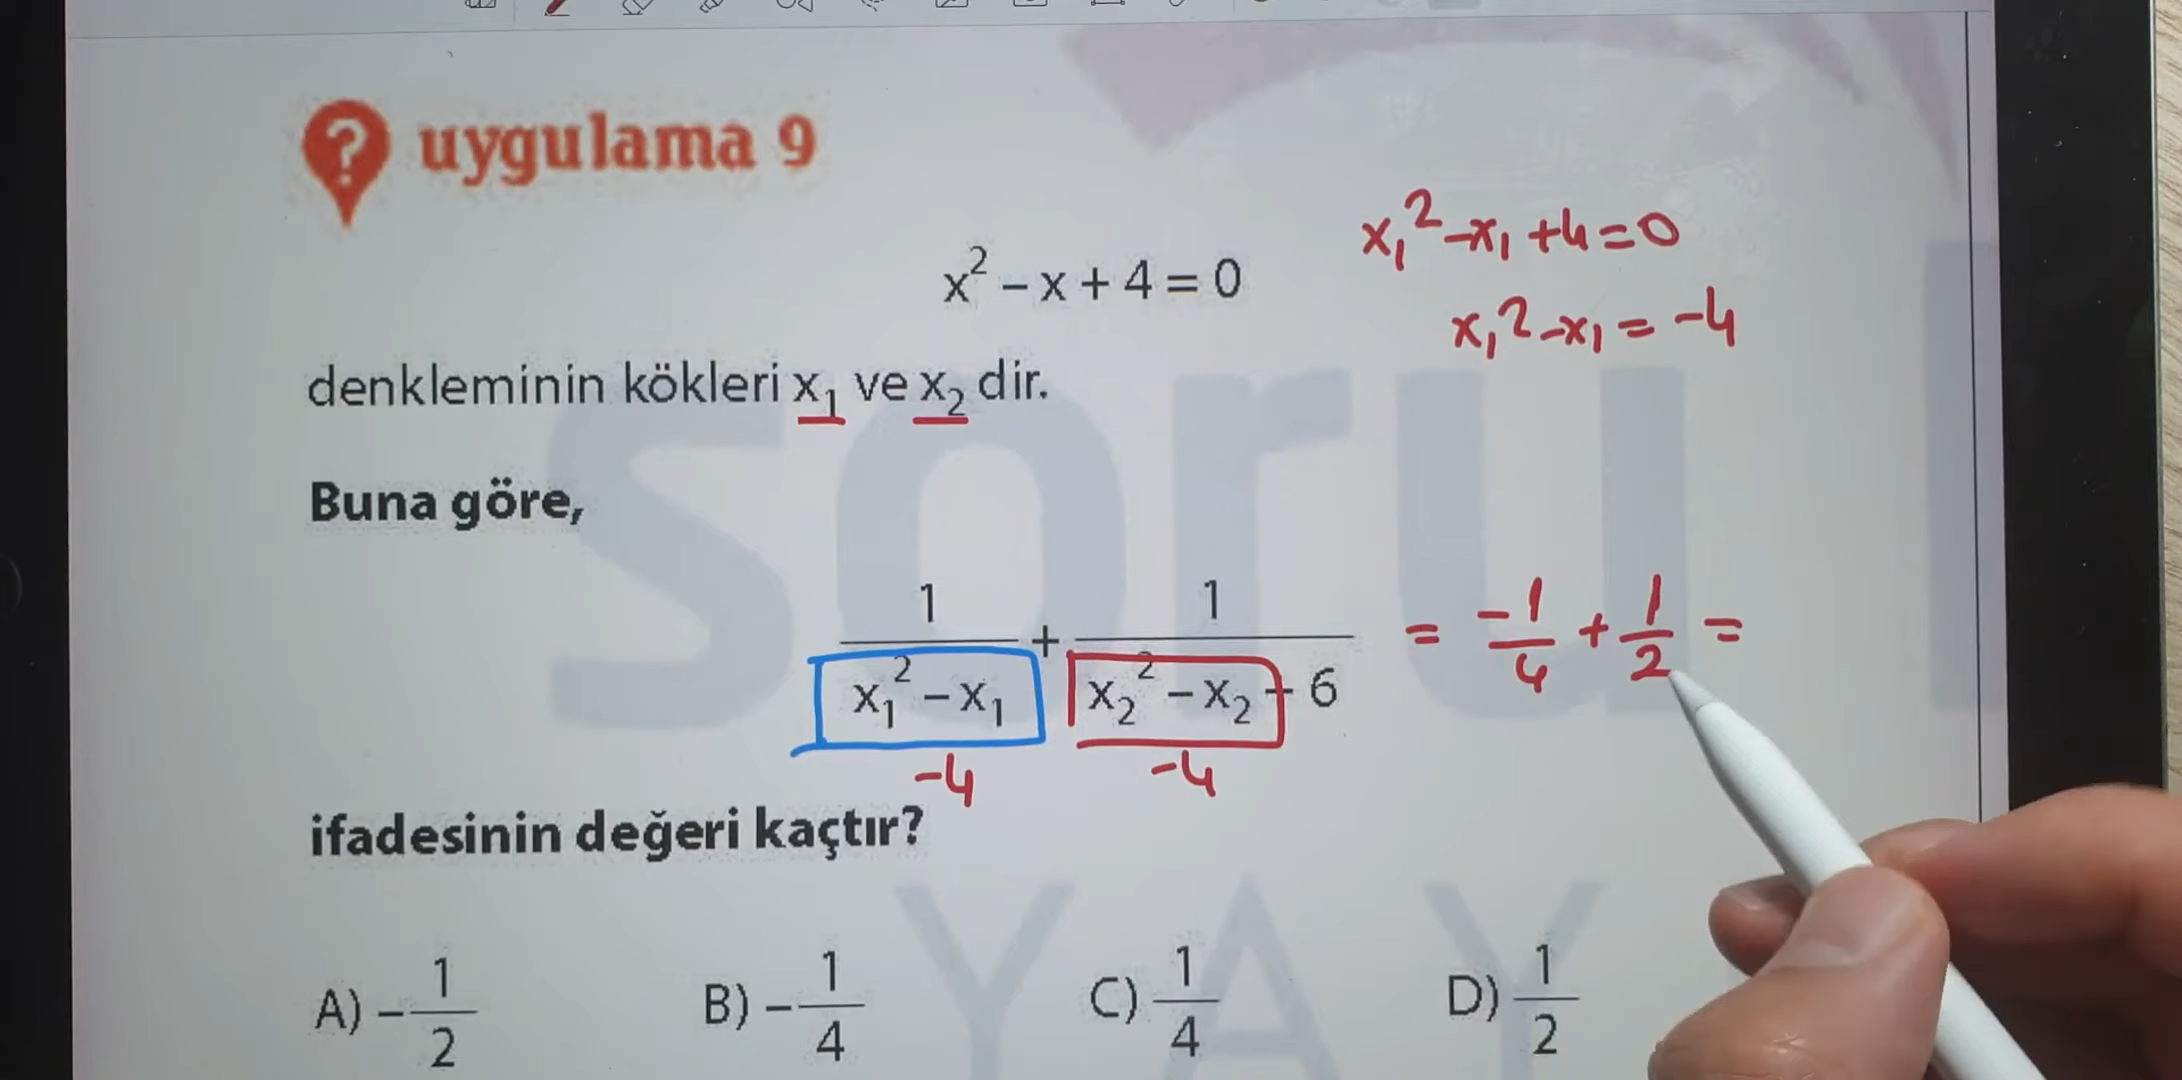 uygulama 9
x² – x + 4 = 0
x₁² – x₁ + 4 = 0
x₁² – x₁ = -4
denkleminin kökleri x₁ ve x₂ dir.
Buna göre,
1/(x₁² – x₁) + 1/(x₂² – x₂ + 6) = -1/4 + 1/2 =
-4 -4
ifadesinin değeri kaçtır?
A) –1/2 B) –1/4 C) 1/4 D) 1/2
soru
YAY